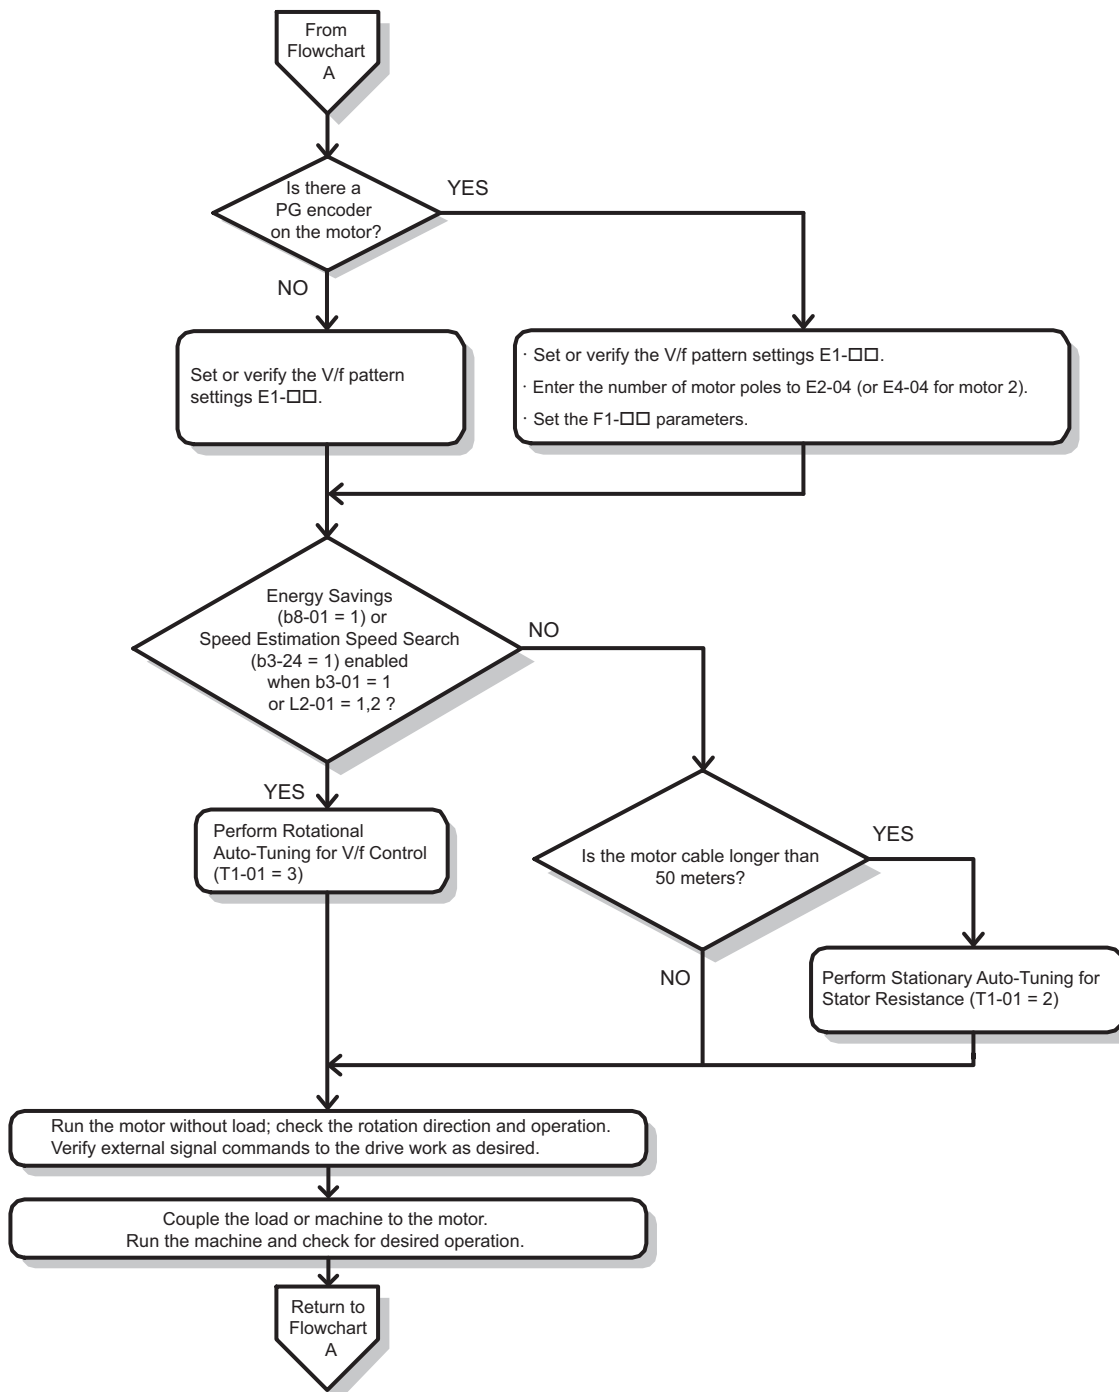 From
Flowchart
A
Is there a
PG encoder
on the motor?
YES
NO
Set or verify the V/f pattern
settings E1-□□.
· Set or verify the V/f pattern settings E1-□□.
· Enter the number of motor poles to E2-04 (or E4-04 for motor 2).
· Set the F1-□□ parameters.
Energy Savings
(b8-01 = 1) or
Speed Estimation Speed Search
(b3-24 = 1) enabled
when b3-01 = 1
or L2-01 = 1,2 ?
NO
YES
Perform Rotational
Auto-Tuning for V/f Control
(T1-01 = 3)
Is the motor cable longer than
50 meters?
YES
NO
Perform Stationary Auto-Tuning for
Stator Resistance (T1-01 = 2)
Run the motor without load; check the rotation direction and operation.
Verify external signal commands to the drive work as desired.
Couple the load or machine to the motor.
Run the machine and check for desired operation.
Return to
Flowchart
A